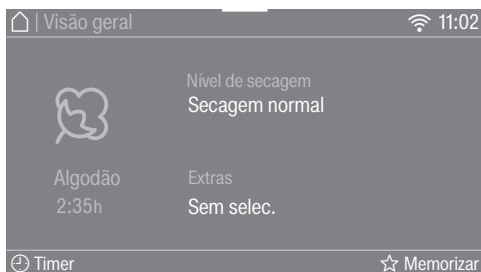 | Visão geral
11:02
Nível de secagem
Secagem normal
Algodão
2:35h
Extras
Sem selec.
Timer
Memorizar